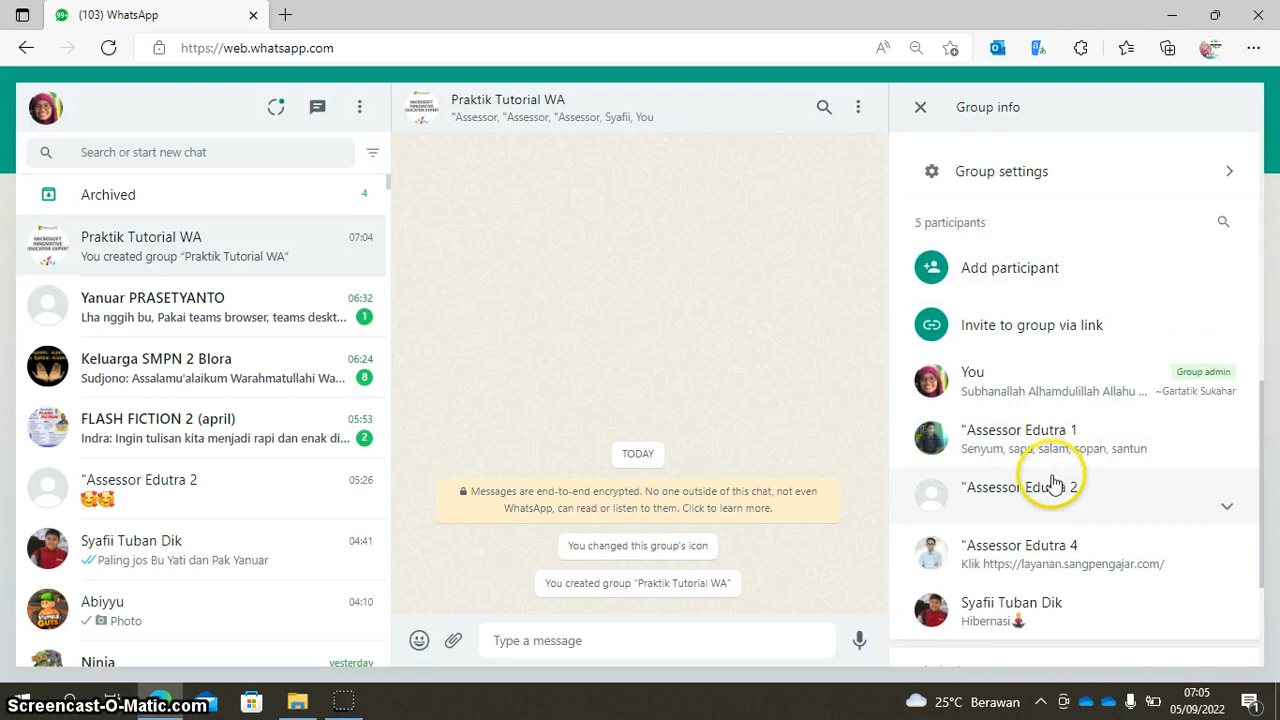 (103) WhatsApp
https://web.whatsapp.com
Search or start new chat
Archived 4
Praktik Tutorial WA 07:04
You created group “Praktik Tutorial WA”
Yanuar PRASETYANTO 06:32
Lha nggih bu, Pakai teams browser, teams deskt... 1
Keluarga SMPN 2 Blora 06:24
Sudjono: Assalamu'alaikum Warahmatullahi Wa... 8
FLASH FICTION 2 (april) 05:53
Indra: Ingin tulisan kita menjadi rapi dan enak di... 2
"Assessor Edutra 2 05:26
Syafii Tuban Dik 04:41
Paling jos Bu Yati dan Pak Yanuar
Abiyyu 04:10
Photo
Ninja yesterday
Praktik Tutorial WA
"Assessor, "Assessor, "Assessor, Syafii, You
TODAY
Messages are end-to-end encrypted. No one outside of this chat, not even
WhatsApp, can read or listen to them. Click to learn more.
You changed this group's icon
You created group “Praktik Tutorial WA”
Type a message
Group info
Group settings
5 participants
Add participant
Invite to group via link
You Group admin
Subhanallah Alhamdulillah Allahu ... ~Gartatik Sukahar
"Assessor Edutra 1
Senyum, sapa, salam, sopan, santun
"Assessor Edutra 2
"Assessor Edutra 4
Klik https://layanan.sangpengajar.com/
Syafii Tuban Dik
Hibernasi
Screencast-O-Matic.com
25°C Berawan
07:05
05/09/2022
1